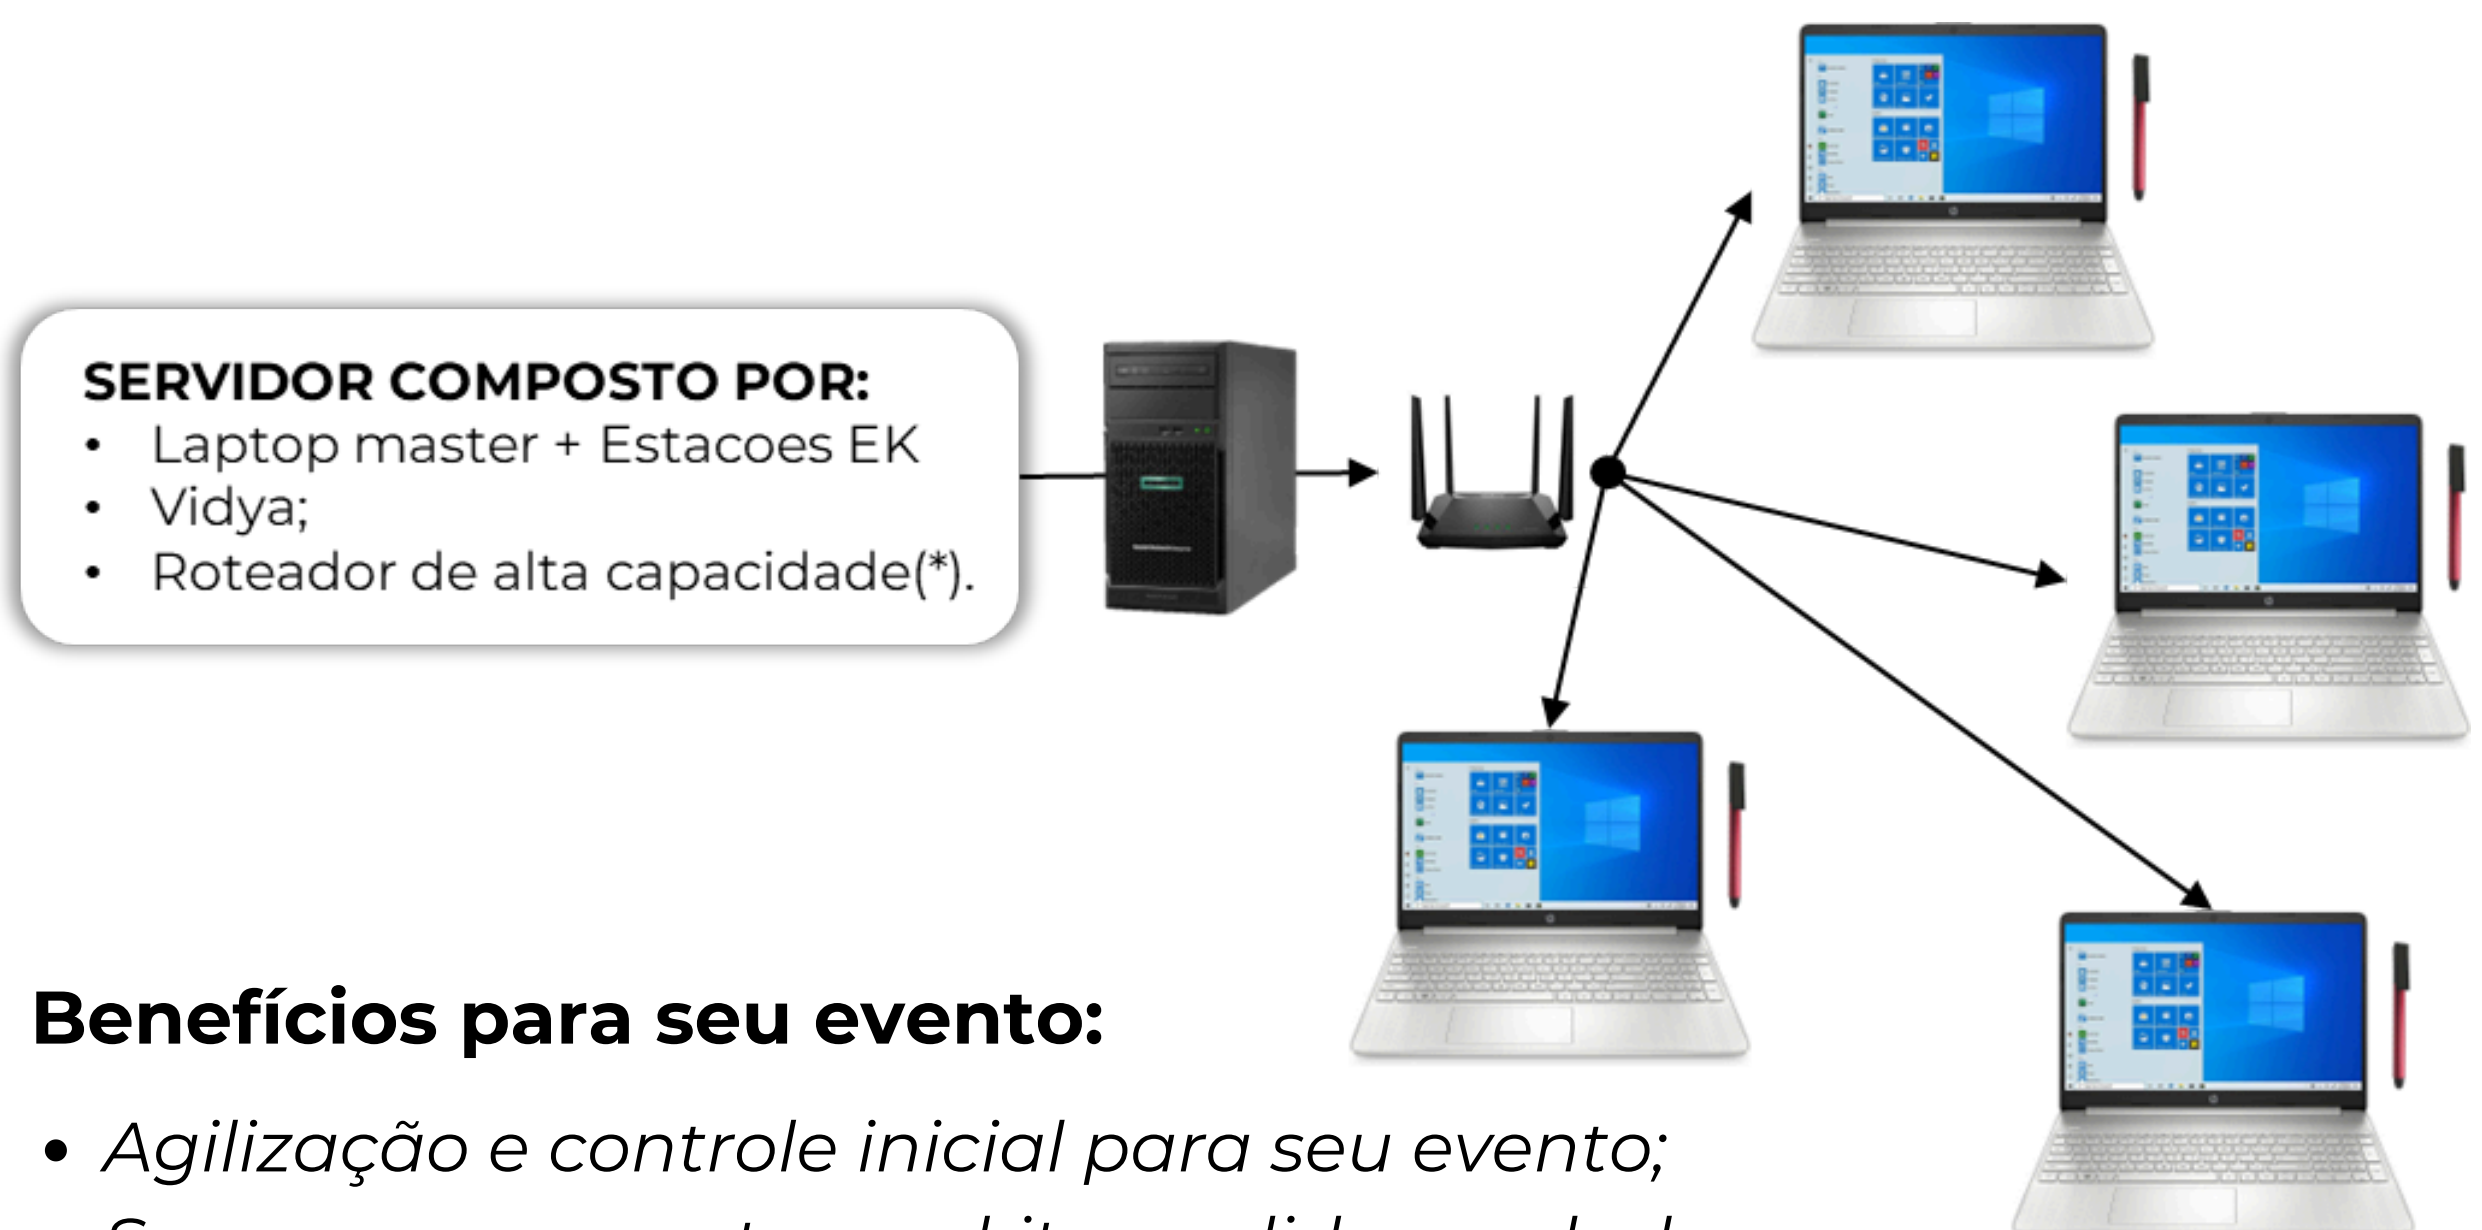 SERVIDOR COMPOSTO POR:
• Laptop master + Estacoes EK
• Vidya;
• Roteador de alta capacidade(*).
Benefícios para seu evento:
• Agilização e controle inicial para seu evento;